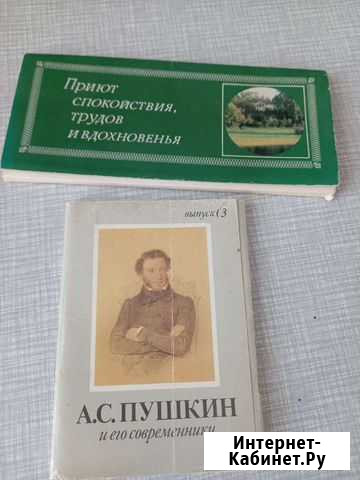 Приют
спокойствия,
трудов
и вдохновенья
выпуск 3
А.С. ПУШКИН
и его современники
Интернет-
Кабинет.Ру